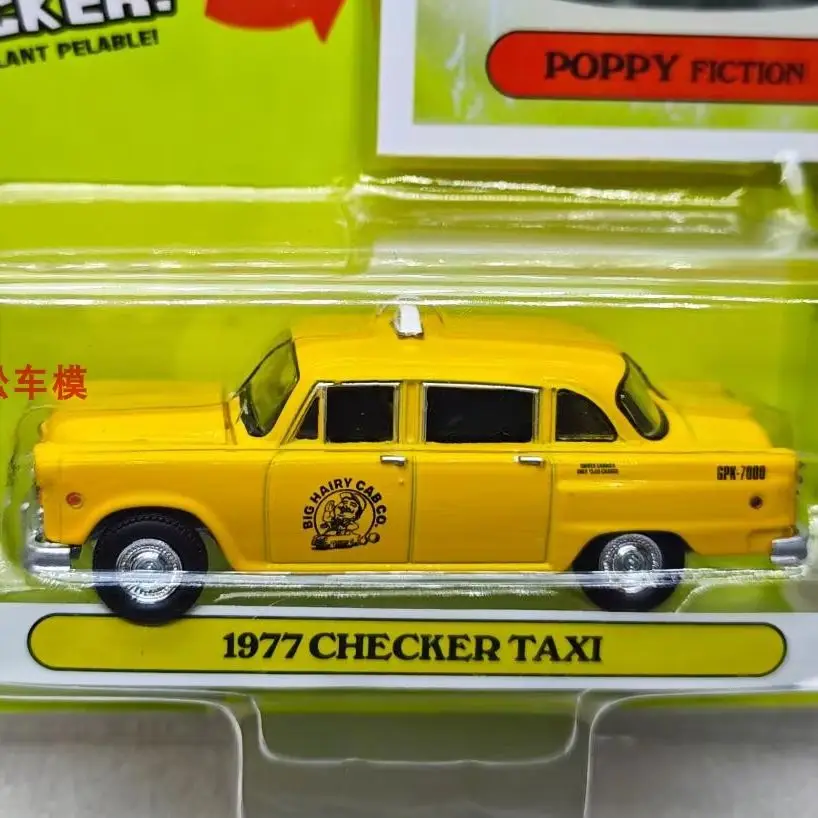 CKER!
LANT PELABLE!
POPPY FICTION
车模
BIG HAIRY CAB CO.
GPK-7000
1977 CHECKER TAXI